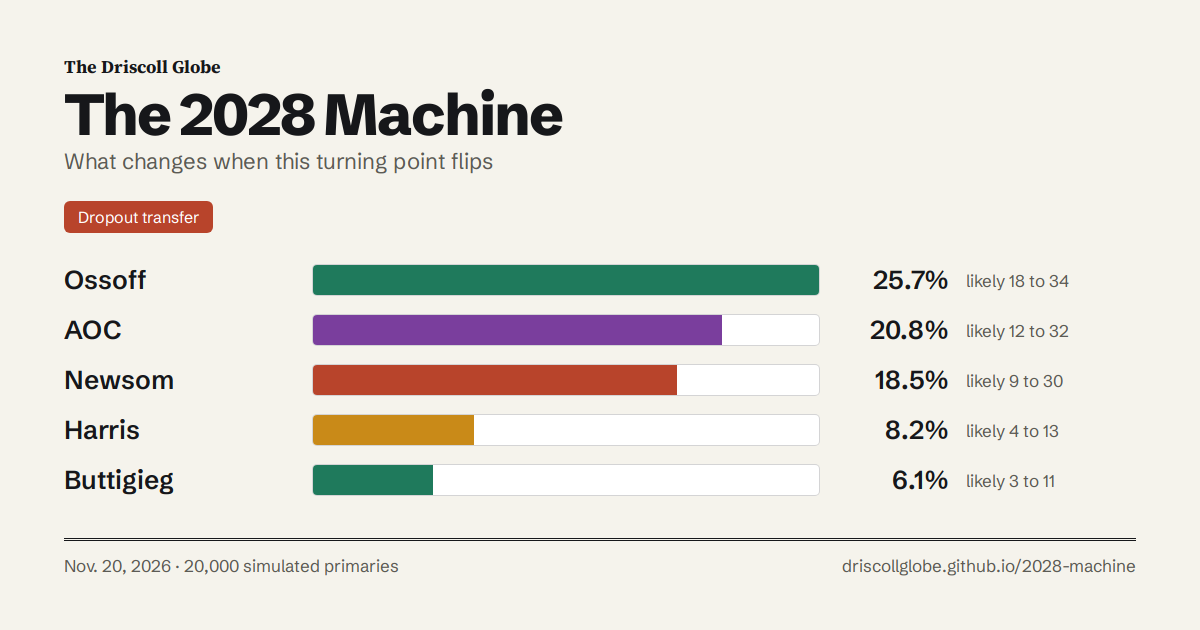 The Driscoll Globe
The 2028 Machine
What changes when this turning point flips
Dropout transfer
Ossoff 25.7% likely 18 to 34
AOC 20.8% likely 12 to 32
Newsom 18.5% likely 9 to 30
Harris 8.2% likely 4 to 13
Buttigieg 6.1% likely 3 to 11
Nov. 20, 2026 · 20,000 simulated primaries driscollglobe.github.io/2028-machine